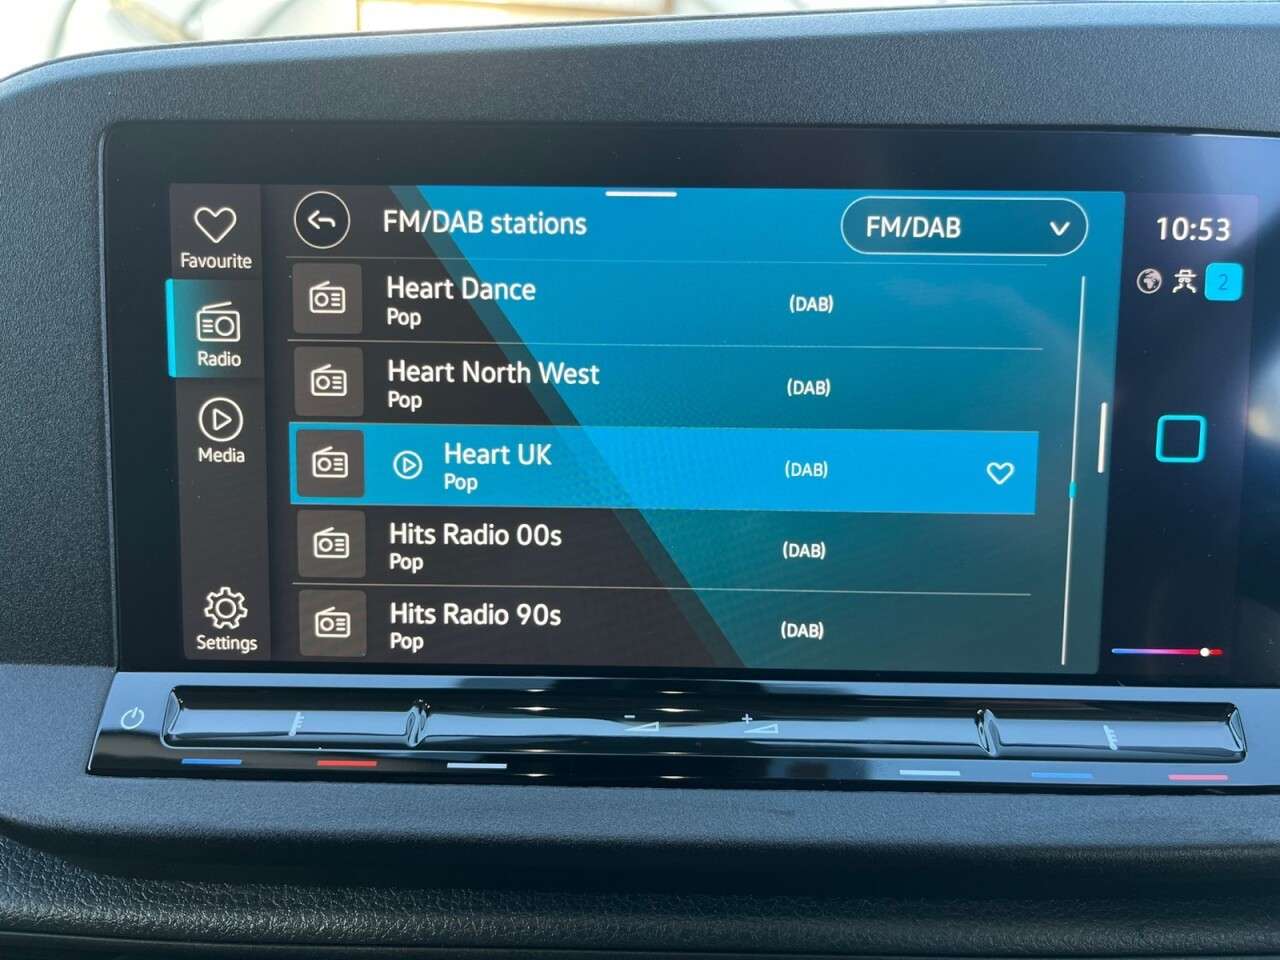 FM/DAB stations
FM/DAB
10:53
Favourite
2
Heart Dance
Pop
(DAB)
Radio
Heart North West
Pop
(DAB)
Media
Heart UK
Pop
(DAB)
Hits Radio 00s
Pop
(DAB)
Hits Radio 90s
Pop
(DAB)
Settings
- +